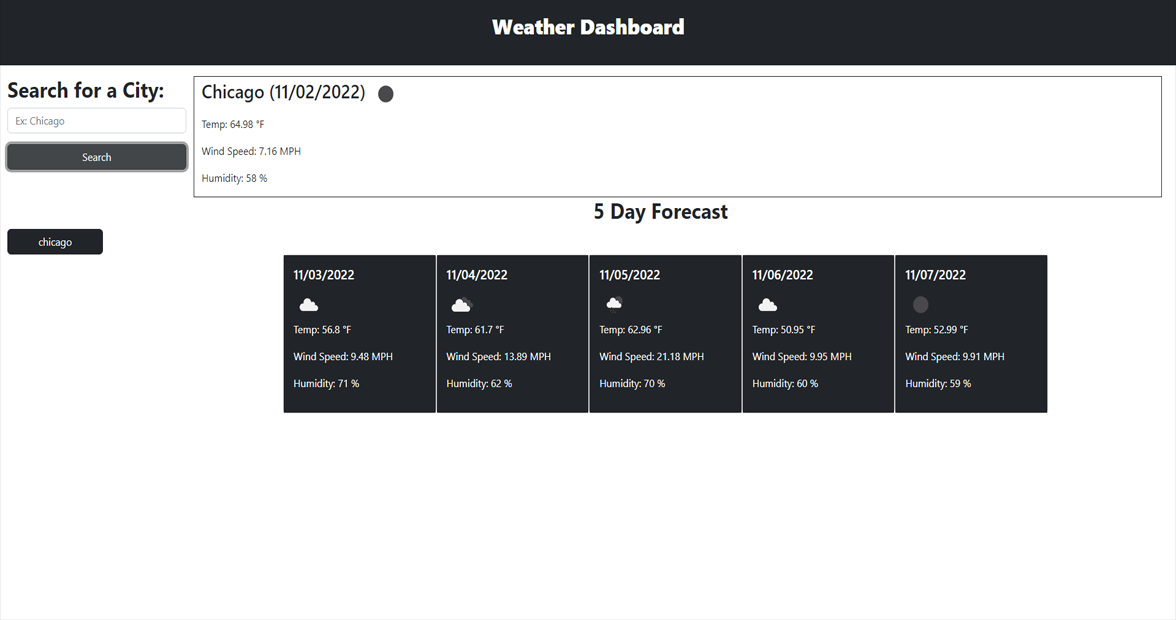 Weather Dashboard
Search for a City:
Ex: Chicago
Search
chicago
Chicago (11/02/2022)
Temp: 64.98 °F
Wind Speed: 7.16 MPH
Humidity: 58 %
5 Day Forecast
11/03/2022
Temp: 56.8 °F
Wind Speed: 9.48 MPH
Humidity: 71 %
11/04/2022
Temp: 61.7 °F
Wind Speed: 13.89 MPH
Humidity: 62 %
11/05/2022
Temp: 62.96 °F
Wind Speed: 21.18 MPH
Humidity: 70 %
11/06/2022
Temp: 50.95 °F
Wind Speed: 9.95 MPH
Humidity: 60 %
11/07/2022
Temp: 52.99 °F
Wind Speed: 9.91 MPH
Humidity: 59 %